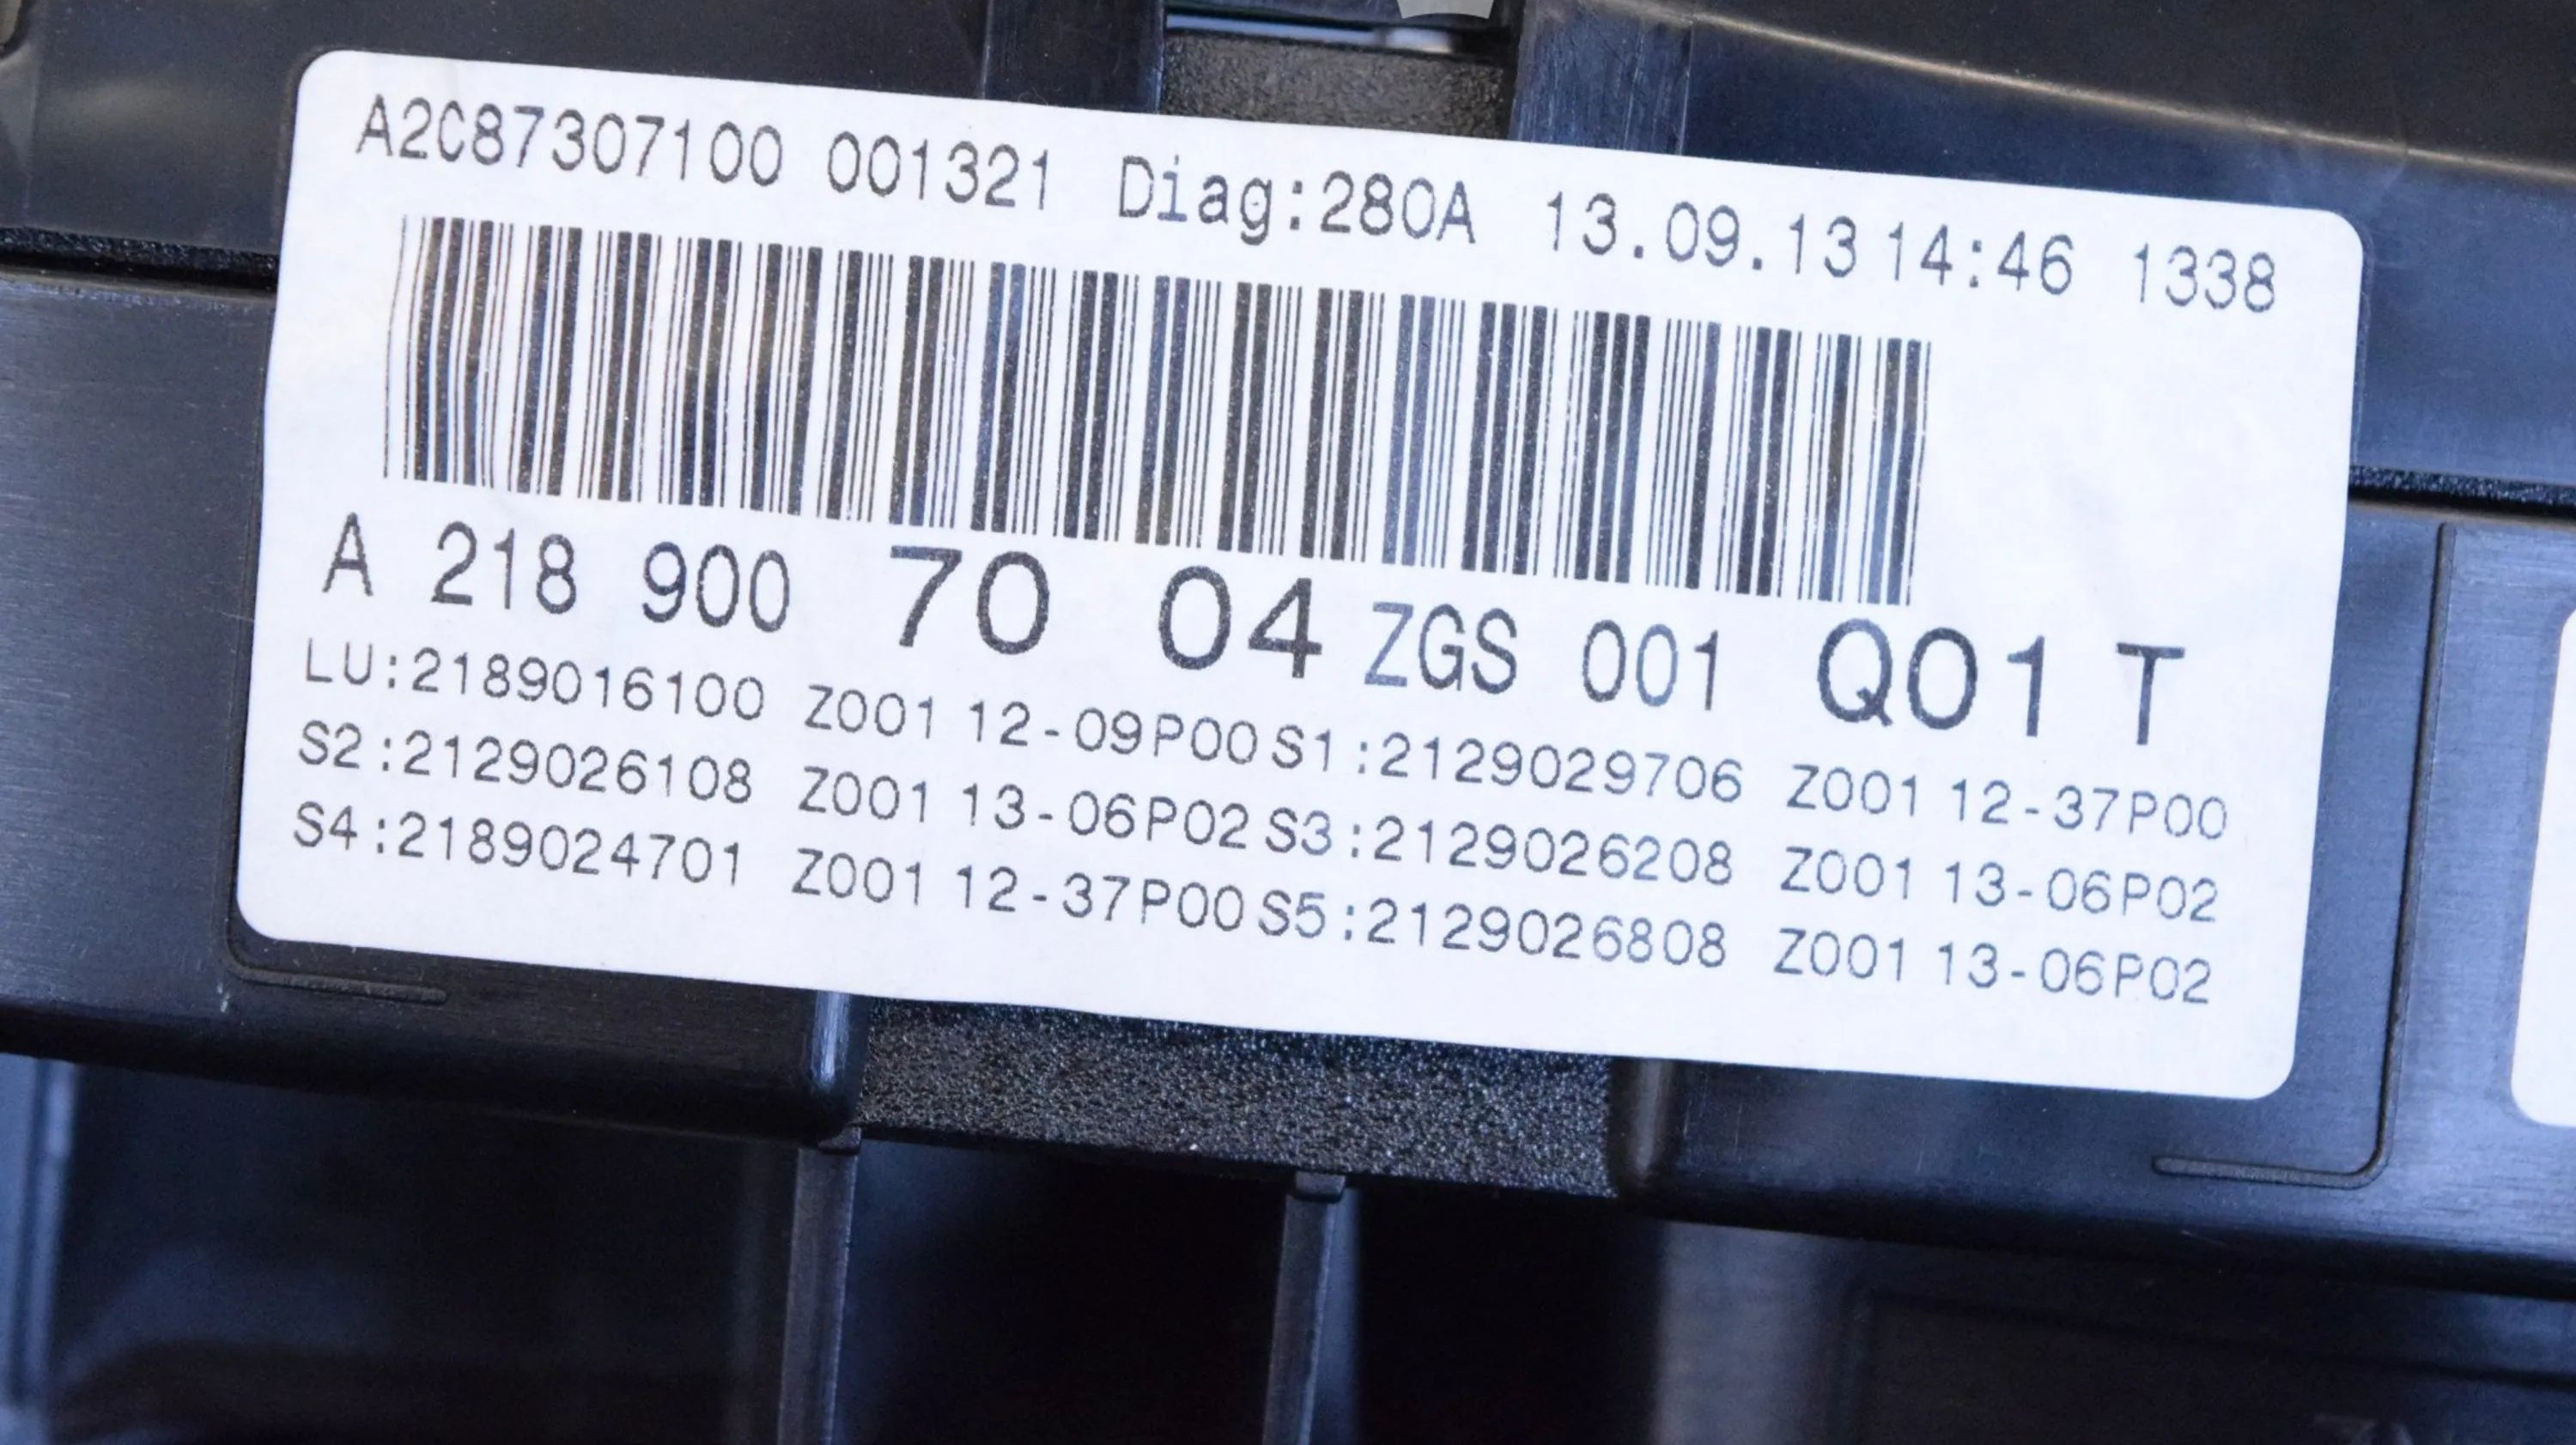 A2C87307100 001321 Diag:280A 13.09.13 14:46 1338
A 218 900 70 04 ZGS 001 Q01 T
LU:2189016100 Z001 12-09P00 S1:2129029706 Z001 12-37P00
S2:2129026108 Z001 13-06P02 S3:2129026208 Z001 13-06P02
S4:2189024701 Z001 12-37P00 S5:2129026808 Z001 13-06P02